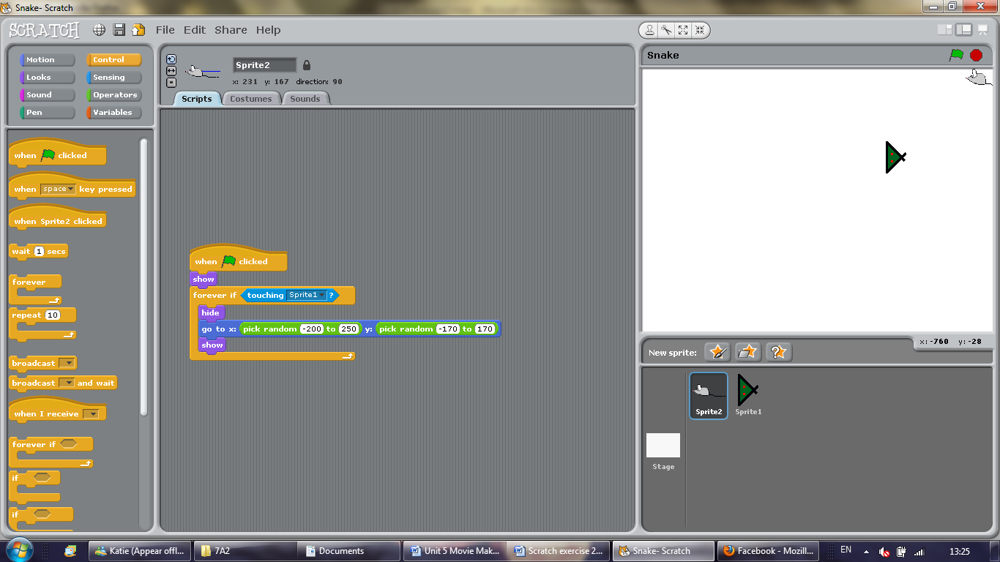 Snake- Scratch
SCRATCH File Edit Share Help
Motion Control
Looks Sensing
Sound Operators
Pen Variables
when clicked
when space key pressed
when Sprite2 clicked
wait 1 secs
forever
repeat 10
broadcast
broadcast and wait
when I receive
forever if
if
if
Sprite2
x: 231 y: 167 direction: 90
Scripts Costumes Sounds
when clicked
show
forever if touching Sprite1 ?
hide
go to x: pick random -200 to 250 y: pick random -170 to 170
show
Snake
x: -760 y: -28
New sprite:
Sprite2 Sprite1
Stage
Katie (Appear offl... 7A2 Documents Unit 5 Movie Mak... Scratch exercise 2... Snake- Scratch Facebook - Mozill... EN 13:25